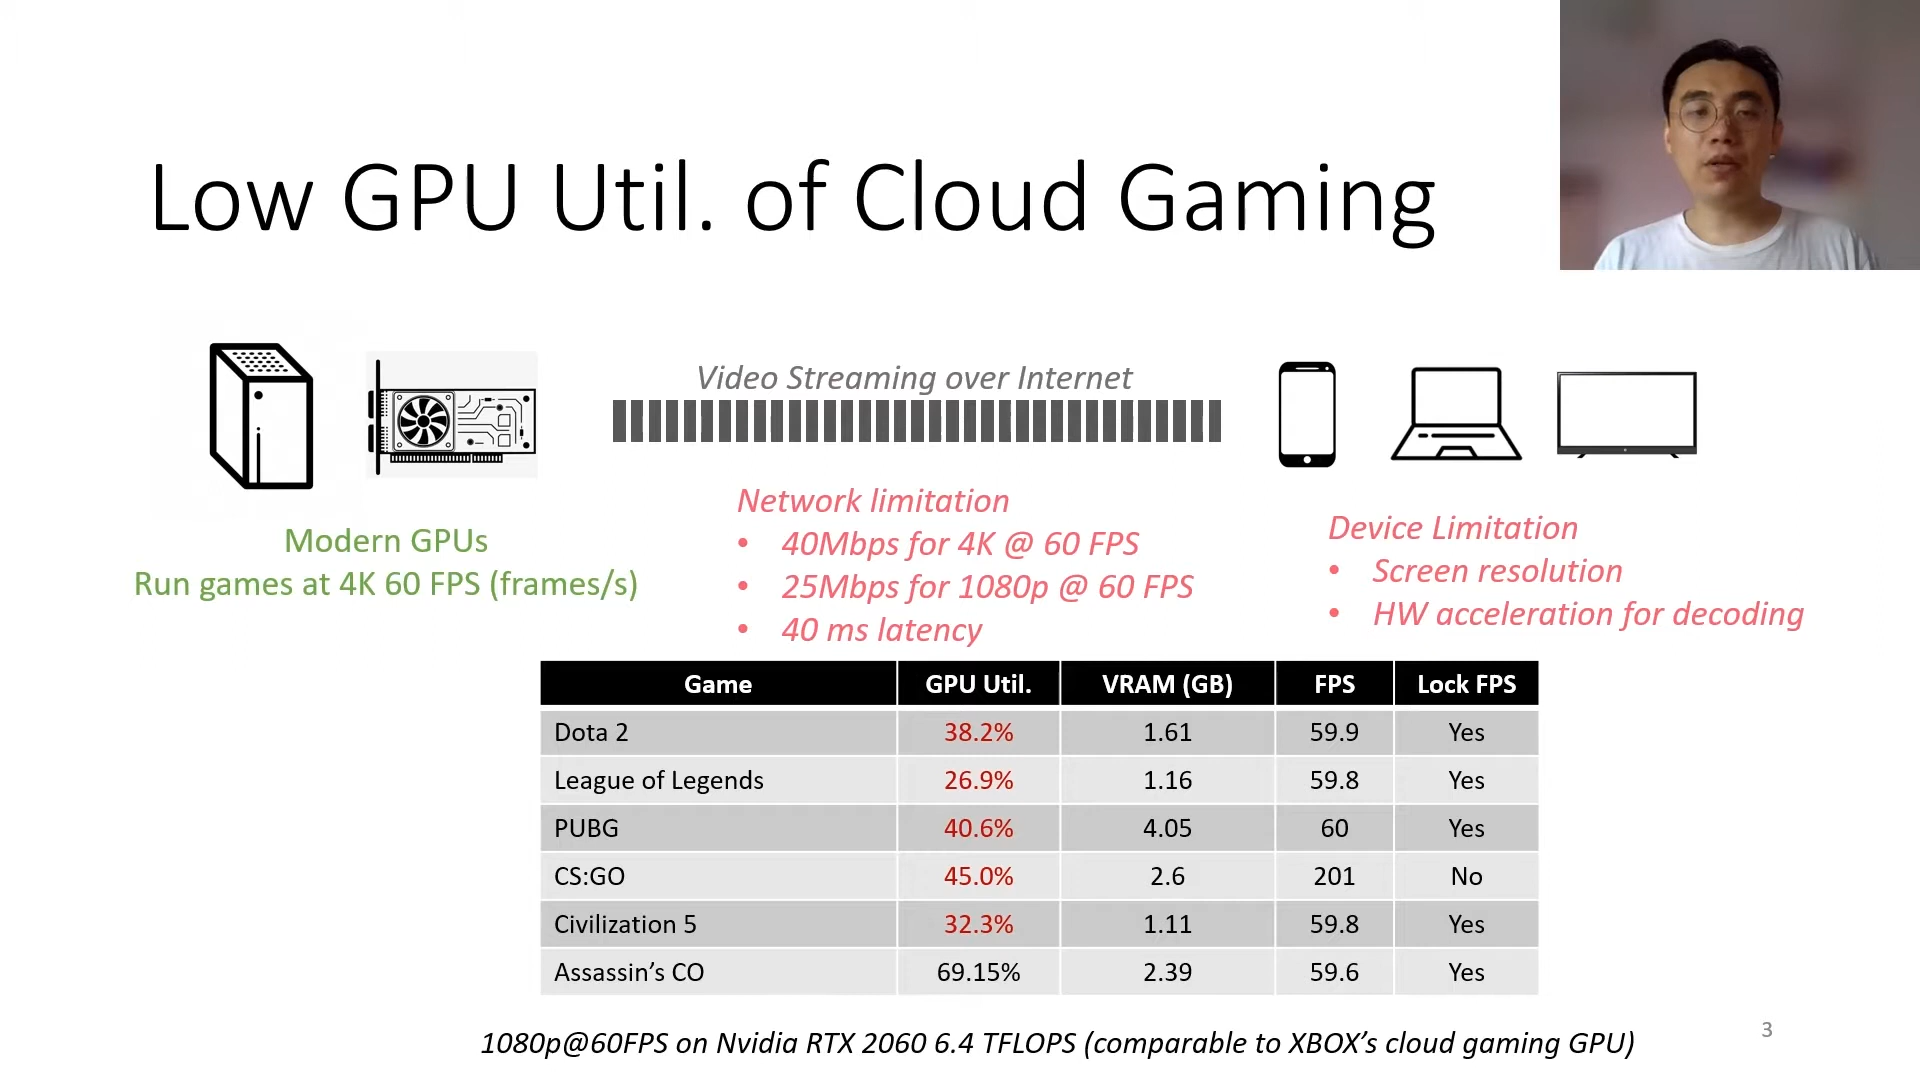 Low GPU Util. of Cloud Gaming
Video Streaming over Internet
Modern GPUs
Run games at 4K 60 FPS (frames/s)
Network limitation
• 40Mbps for 4K @ 60 FPS
• 25Mbps for 1080p @ 60 FPS
• 40 ms latency
Device Limitation
• Screen resolution
• HW acceleration for decoding
Game GPU Util. VRAM (GB) FPS Lock FPS
Dota 2 38.2% 1.61 59.9 Yes
League of Legends 26.9% 1.16 59.8 Yes
PUBG 40.6% 4.05 60 Yes
CS:GO 45.0% 2.6 201 No
Civilization 5 32.3% 1.11 59.8 Yes
Assassin’s CO 69.15% 2.39 59.6 Yes
1080p@60FPS on Nvidia RTX 2060 6.4 TFLOPS (comparable to XBOX’s cloud gaming GPU)
3